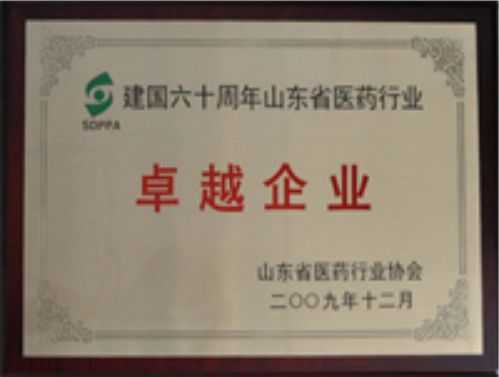 建国六十周年山东省医药行业
SDPPA
卓越企业
山东省医药行业协会
二〇〇九年十二月